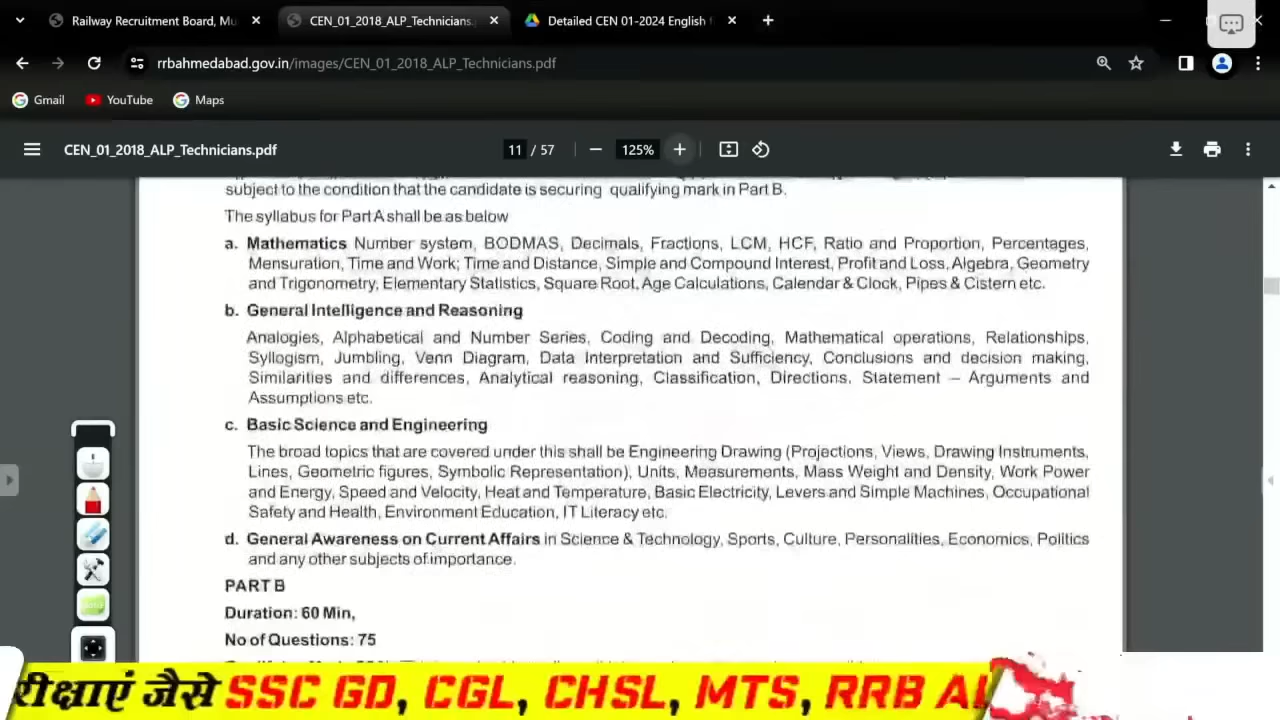 Railway Recruitment Board, Mu
CEN_01_2018_ALP_Technicians.
Detailed CEN 01-2024 English f
rrbahmedabad.gov.in/images/CEN_01_2018_ALP_Technicians.pdf
Gmail
YouTube
Maps
CEN_01_2018_ALP_Technicians.pdf
11 / 57
125%
subject to the condition that the candidate is securing qualifying mark in Part B.
The syllabus for Part A shall be as below
a. Mathematics Number system, BODMAS, Decimals, Fractions, LCM, HCF, Ratio and Proportion, Percentages,
Mensuration, Time and Work; Time and Distance, Simple and Compound Interest, Profit and Loss, Algebra, Geometry
and Trigonometry, Elementary Statistics, Square Root, Age Calculations, Calendar & Clock, Pipes & Cistern etc.
b. General Intelligence and Reasoning
Analogies, Alphabetical and Number Series, Coding and Decoding, Mathematical operations, Relationships,
Syllogism, Jumbling, Venn Diagram, Data Interpretation and Sufficiency, Conclusions and decision making,
Similarities and differences, Analytical reasoning, Classification, Directions, Statement – Arguments and
Assumptions etc.
c. Basic Science and Engineering
The broad topics that are covered under this shall be Engineering Drawing (Projections, Views, Drawing Instruments,
Lines, Geometric figures, Symbolic Representation), Units, Measurements, Mass Weight and Density, Work Power
and Energy, Speed and Velocity, Heat and Temperature, Basic Electricity, Levers and Simple Machines, Occupational
Safety and Health, Environment Education, IT Literacy etc.
d. General Awareness on Current Affairs in Science & Technology, Sports, Culture, Personalities, Economics, Politics
and any other subjects of importance.
PART B
Duration: 60 Min,
No of Questions: 75
रीक्षाएं जैसे SSC GD, CGL, CHSL, MTS, RRB AL